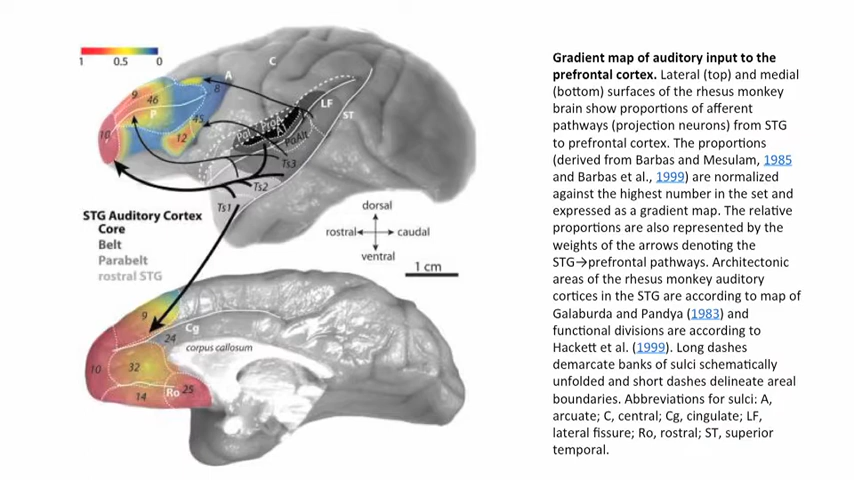 1 0.5 0
A
C
8
9
46
P
LF
45
ST
10
12
ProA
PaAlt
Ts3
Ts2
Ts1
STG Auditory Cortex
Core
Belt
Parabelt
rostral STG
dorsal
rostral caudal
ventral
1 cm
9
Cg
24
corpus callosum
10
32
Ro
25
14
Gradient map of auditory input to the
prefrontal cortex. Lateral (top) and medial
(bottom) surfaces of the rhesus monkey
brain show proportions of afferent
pathways (projection neurons) from STG
to prefrontal cortex. The proportions
(derived from Barbas and Mesulam, 1985
and Barbas et al., 1999) are normalized
against the highest number in the set and
expressed as a gradient map. The relative
proportions are also represented by the
weights of the arrows denoting the
STG→prefrontal pathways. Architectonic
areas of the rhesus monkey auditory
cortices in the STG are according to map of
Galaburda and Pandya (1983) and
functional divisions are according to
Hackett et al. (1999). Long dashes
demarcate banks of sulci schematically
unfolded and short dashes delineate areal
boundaries. Abbreviations for sulci: A,
arcuate; C, central; Cg, cingulate; LF,
lateral fissure; Ro, rostral; ST, superior
temporal.